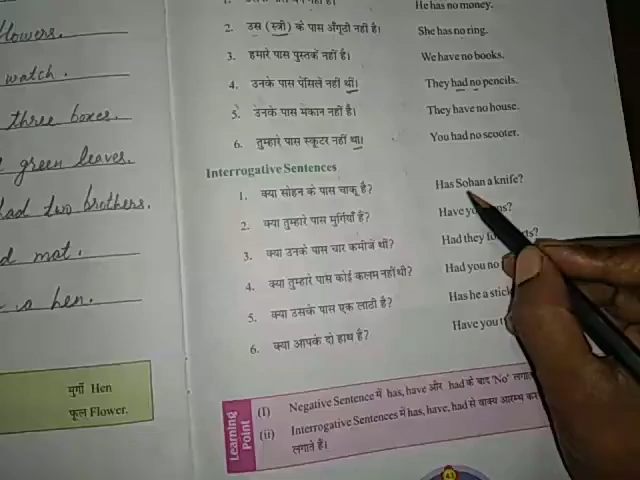 flowers.
watch.
three boxes.
green leaves.
had two brothers.
mat.
a hen.
मुर्गी Hen
फूल Flower.
He has no money.
2. उस (स्त्री) के पास अँगूठी नहीं है। She has no ring.
3. हमारे पास पुस्तकें नहीं है। We have no books.
4. उनके पास पेंसिलें नहीं थीं। They had no pencils.
5. उनके पास मकान नहीं है। They have no house.
6. तुम्हारे पास स्कूटर नहीं था। You had no scooter.
Interrogative Sentences
1. क्या सोहन के पास चाकू है? Has Sohan a knife?
2. क्या तुम्हारे पास मुर्गियाँ हैं? Have
3. क्या उनके पास चार कमीजें थीं? Had they
4. क्या तुम्हारे पास कोई कलम नहीं थी? Had you no
5. क्या उसके पास एक लाठी है? Has he a stick
6. क्या आपके दो हाथ है? Have you
Learning Point
(I) Negative Sentence में has, have और had के बाद 'No'
(ii) Interrogative Sentences में has, have, had से वाक्य आरम्भ कर
लगाते हैं।
43